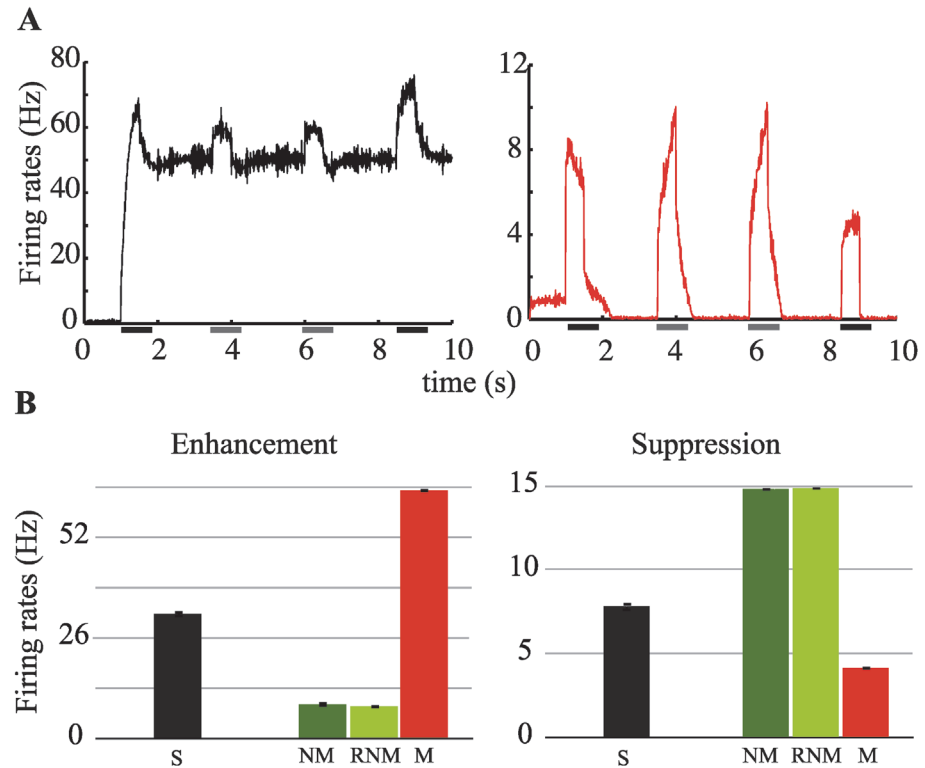 A
Firing rates (Hz)
80
60
40
20
0
0 2 4 6 8 10
12
8
4
0
0 2 4 6 8 10
time (s)
B
Enhancement
Suppression
Firing rates (Hz)
52
26
0
S NM RNM M
15
10
5
0
S NM RNM M